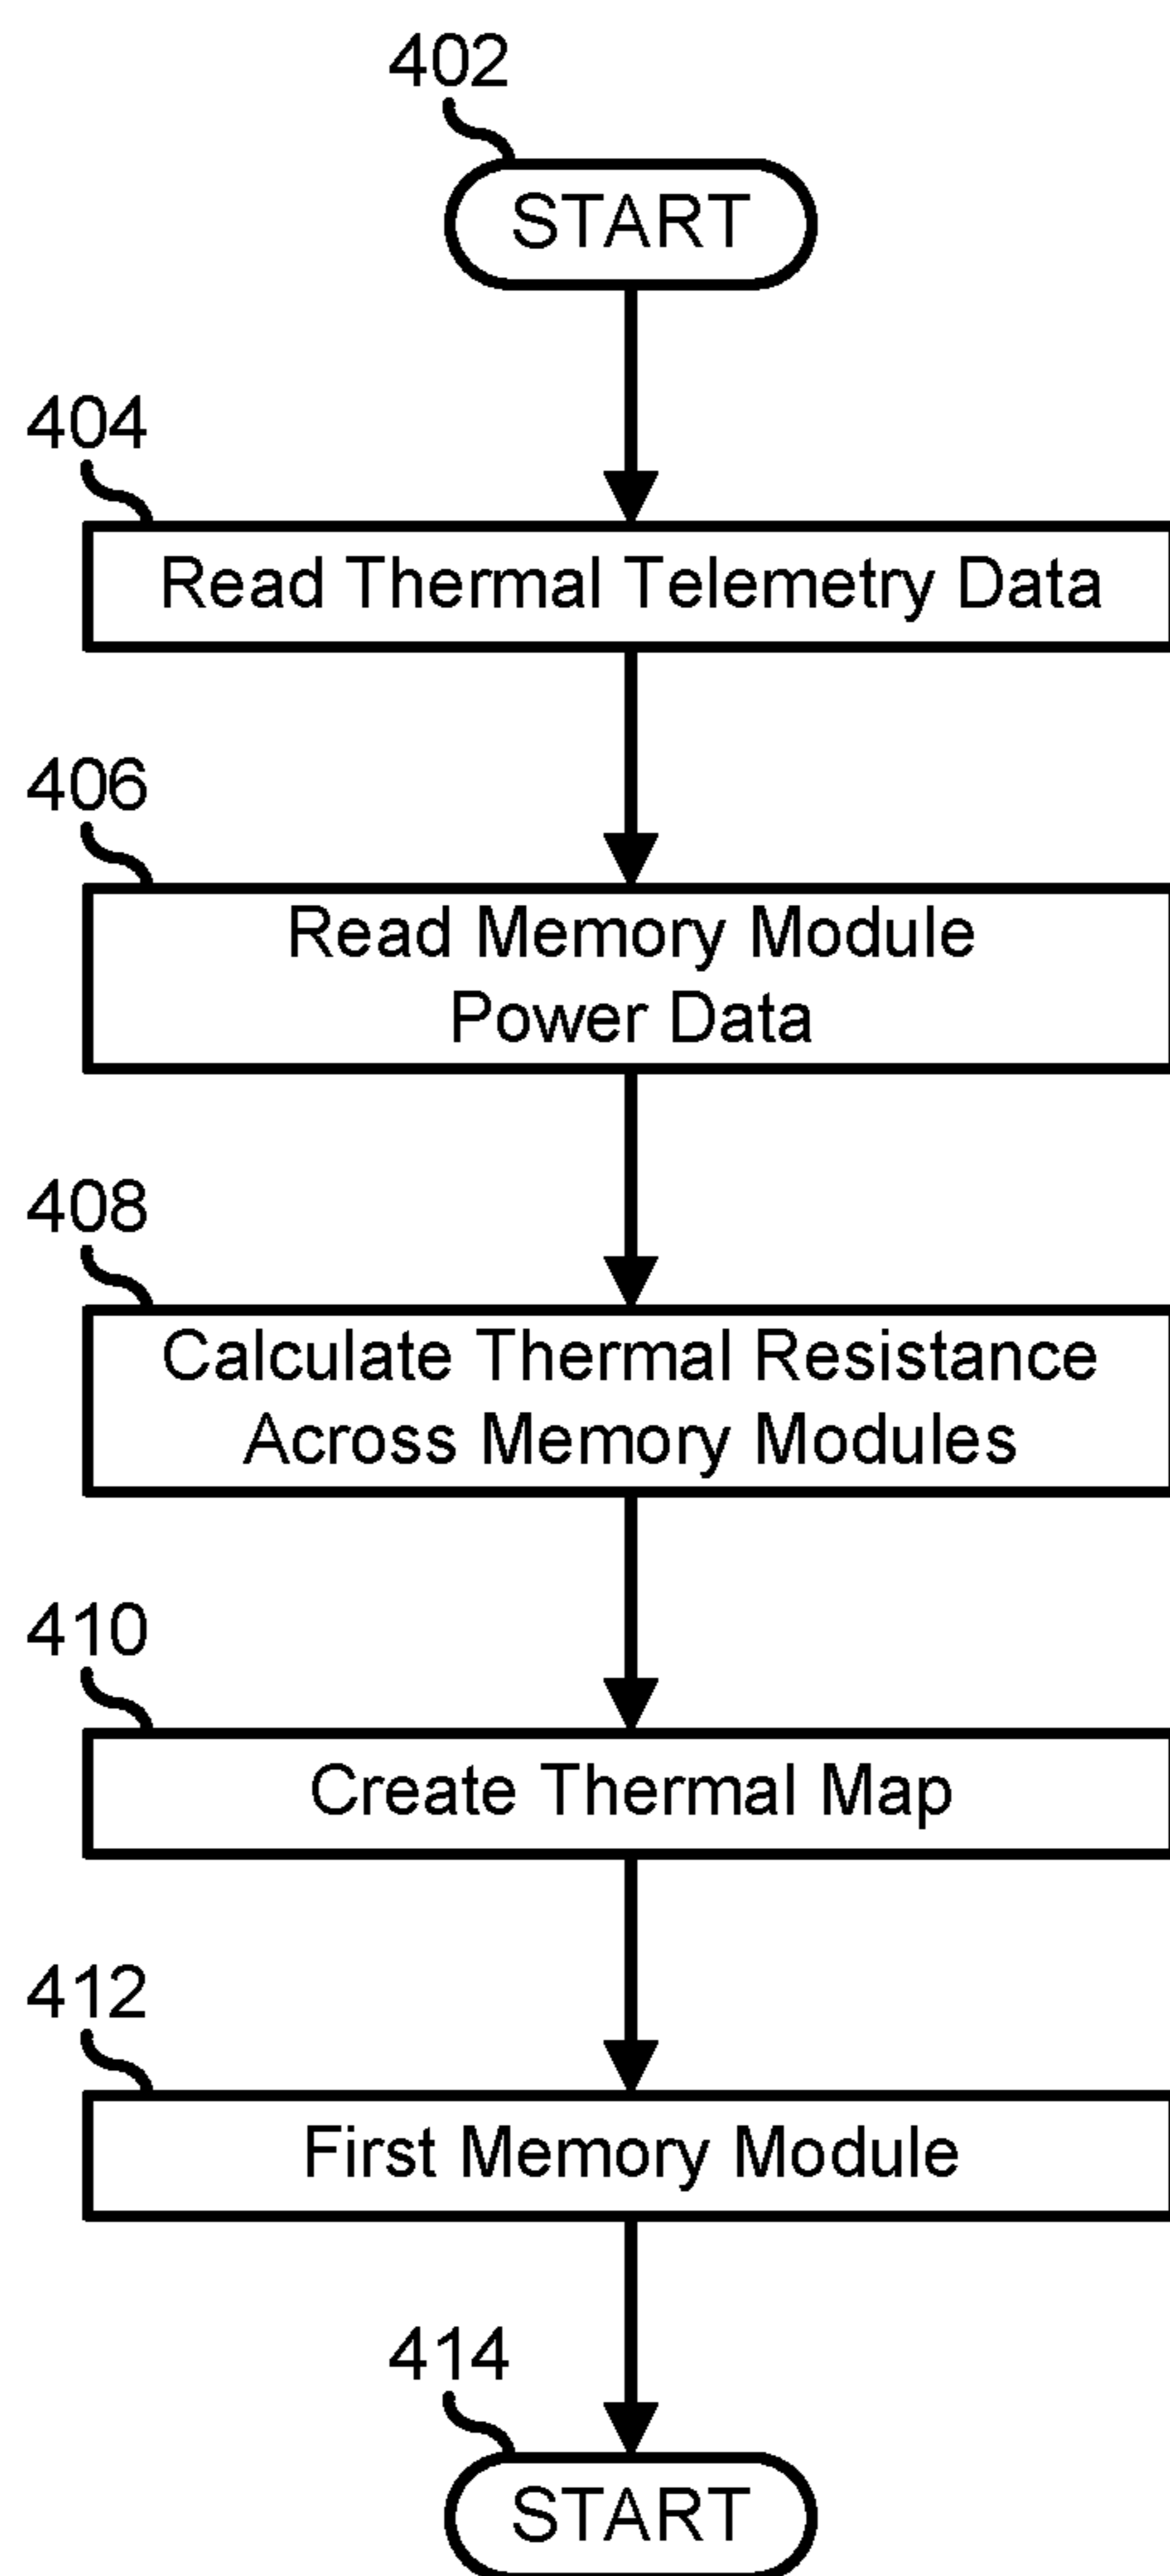 402
START
404
Read Thermal Telemetry Data
406
Read Memory Module
Power Data
408
Calculate Thermal Resistance
Across Memory Modules
410
Create Thermal Map
412
First Memory Module
414
START